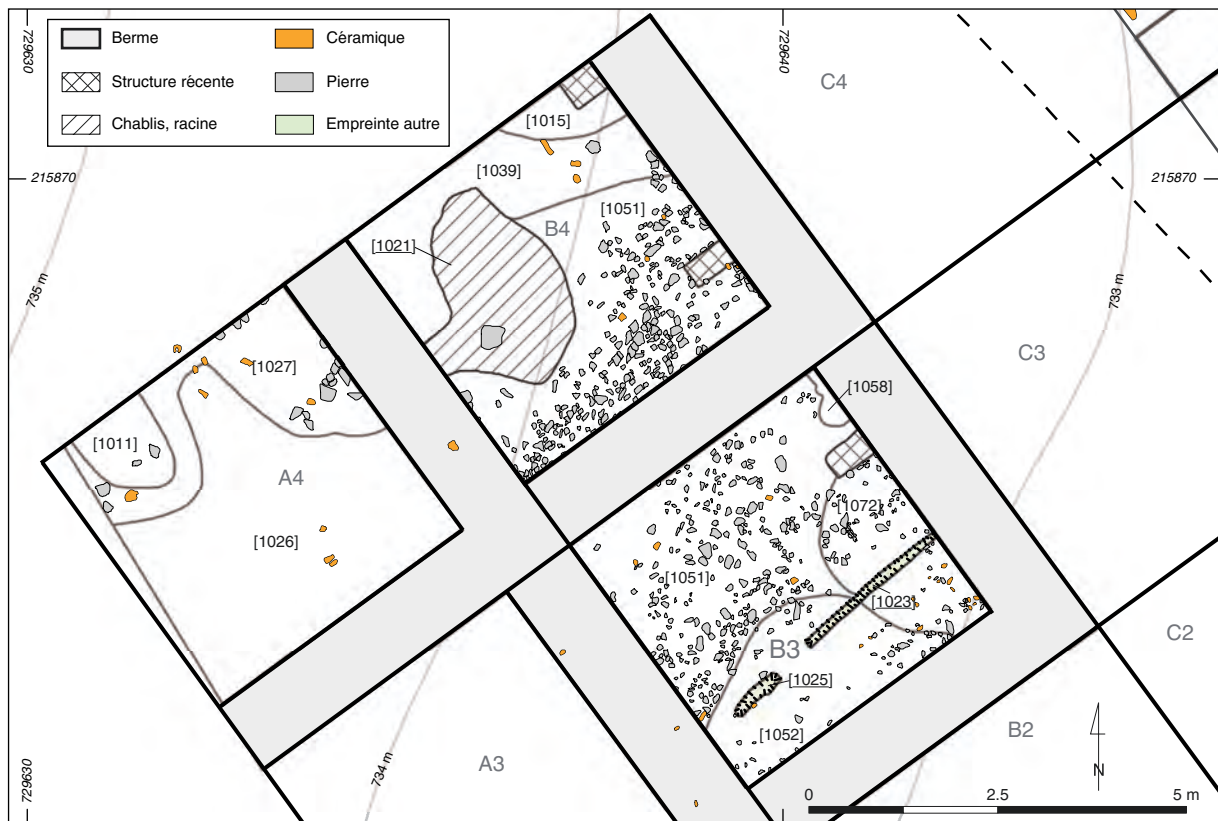 Berme
Céramique
Structure récente
Pierre
Chablis, racine
Empreinte autre
729630
729640
C4
[1015]
[1039]
215870
215870
[1051]
B4
[1021]
735 m
733 m
C3
[1027]
[1058]
[1011]
A4
[1072]
[1026]
[1051]
[1023]
C2
B3
[1025]
B2
[1052]
A3
734 m
729630
N
0
2.5
5 m